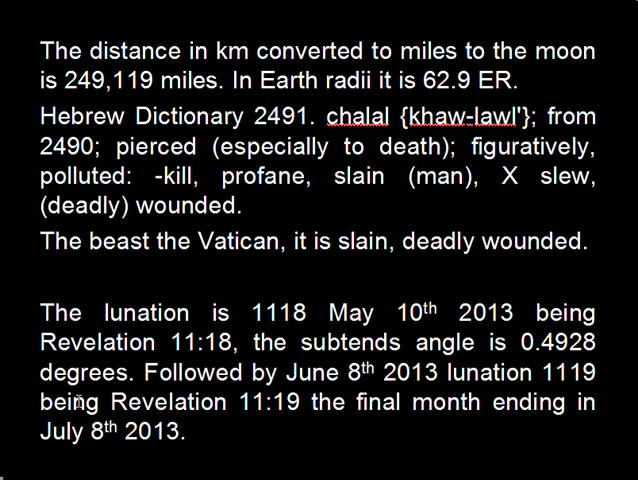 The distance in km converted to miles to the moon
is 249,119 miles. In Earth radii it is 62.9 ER.
Hebrew Dictionary 2491. chalal {khaw-lawl'}; from
2490; pierced (especially to death); figuratively,
polluted: -kill, profane, slain (man), X slew,
(deadly) wounded.
The beast the Vatican, it is slain, deadly wounded.
The lunation is 1118 May 10th 2013 being
Revelation 11:18, the subtends angle is 0.4928
degrees. Followed by June 8th 2013 lunation 1119
being Revelation 11:19 the final month ending in
July 8th 2013.